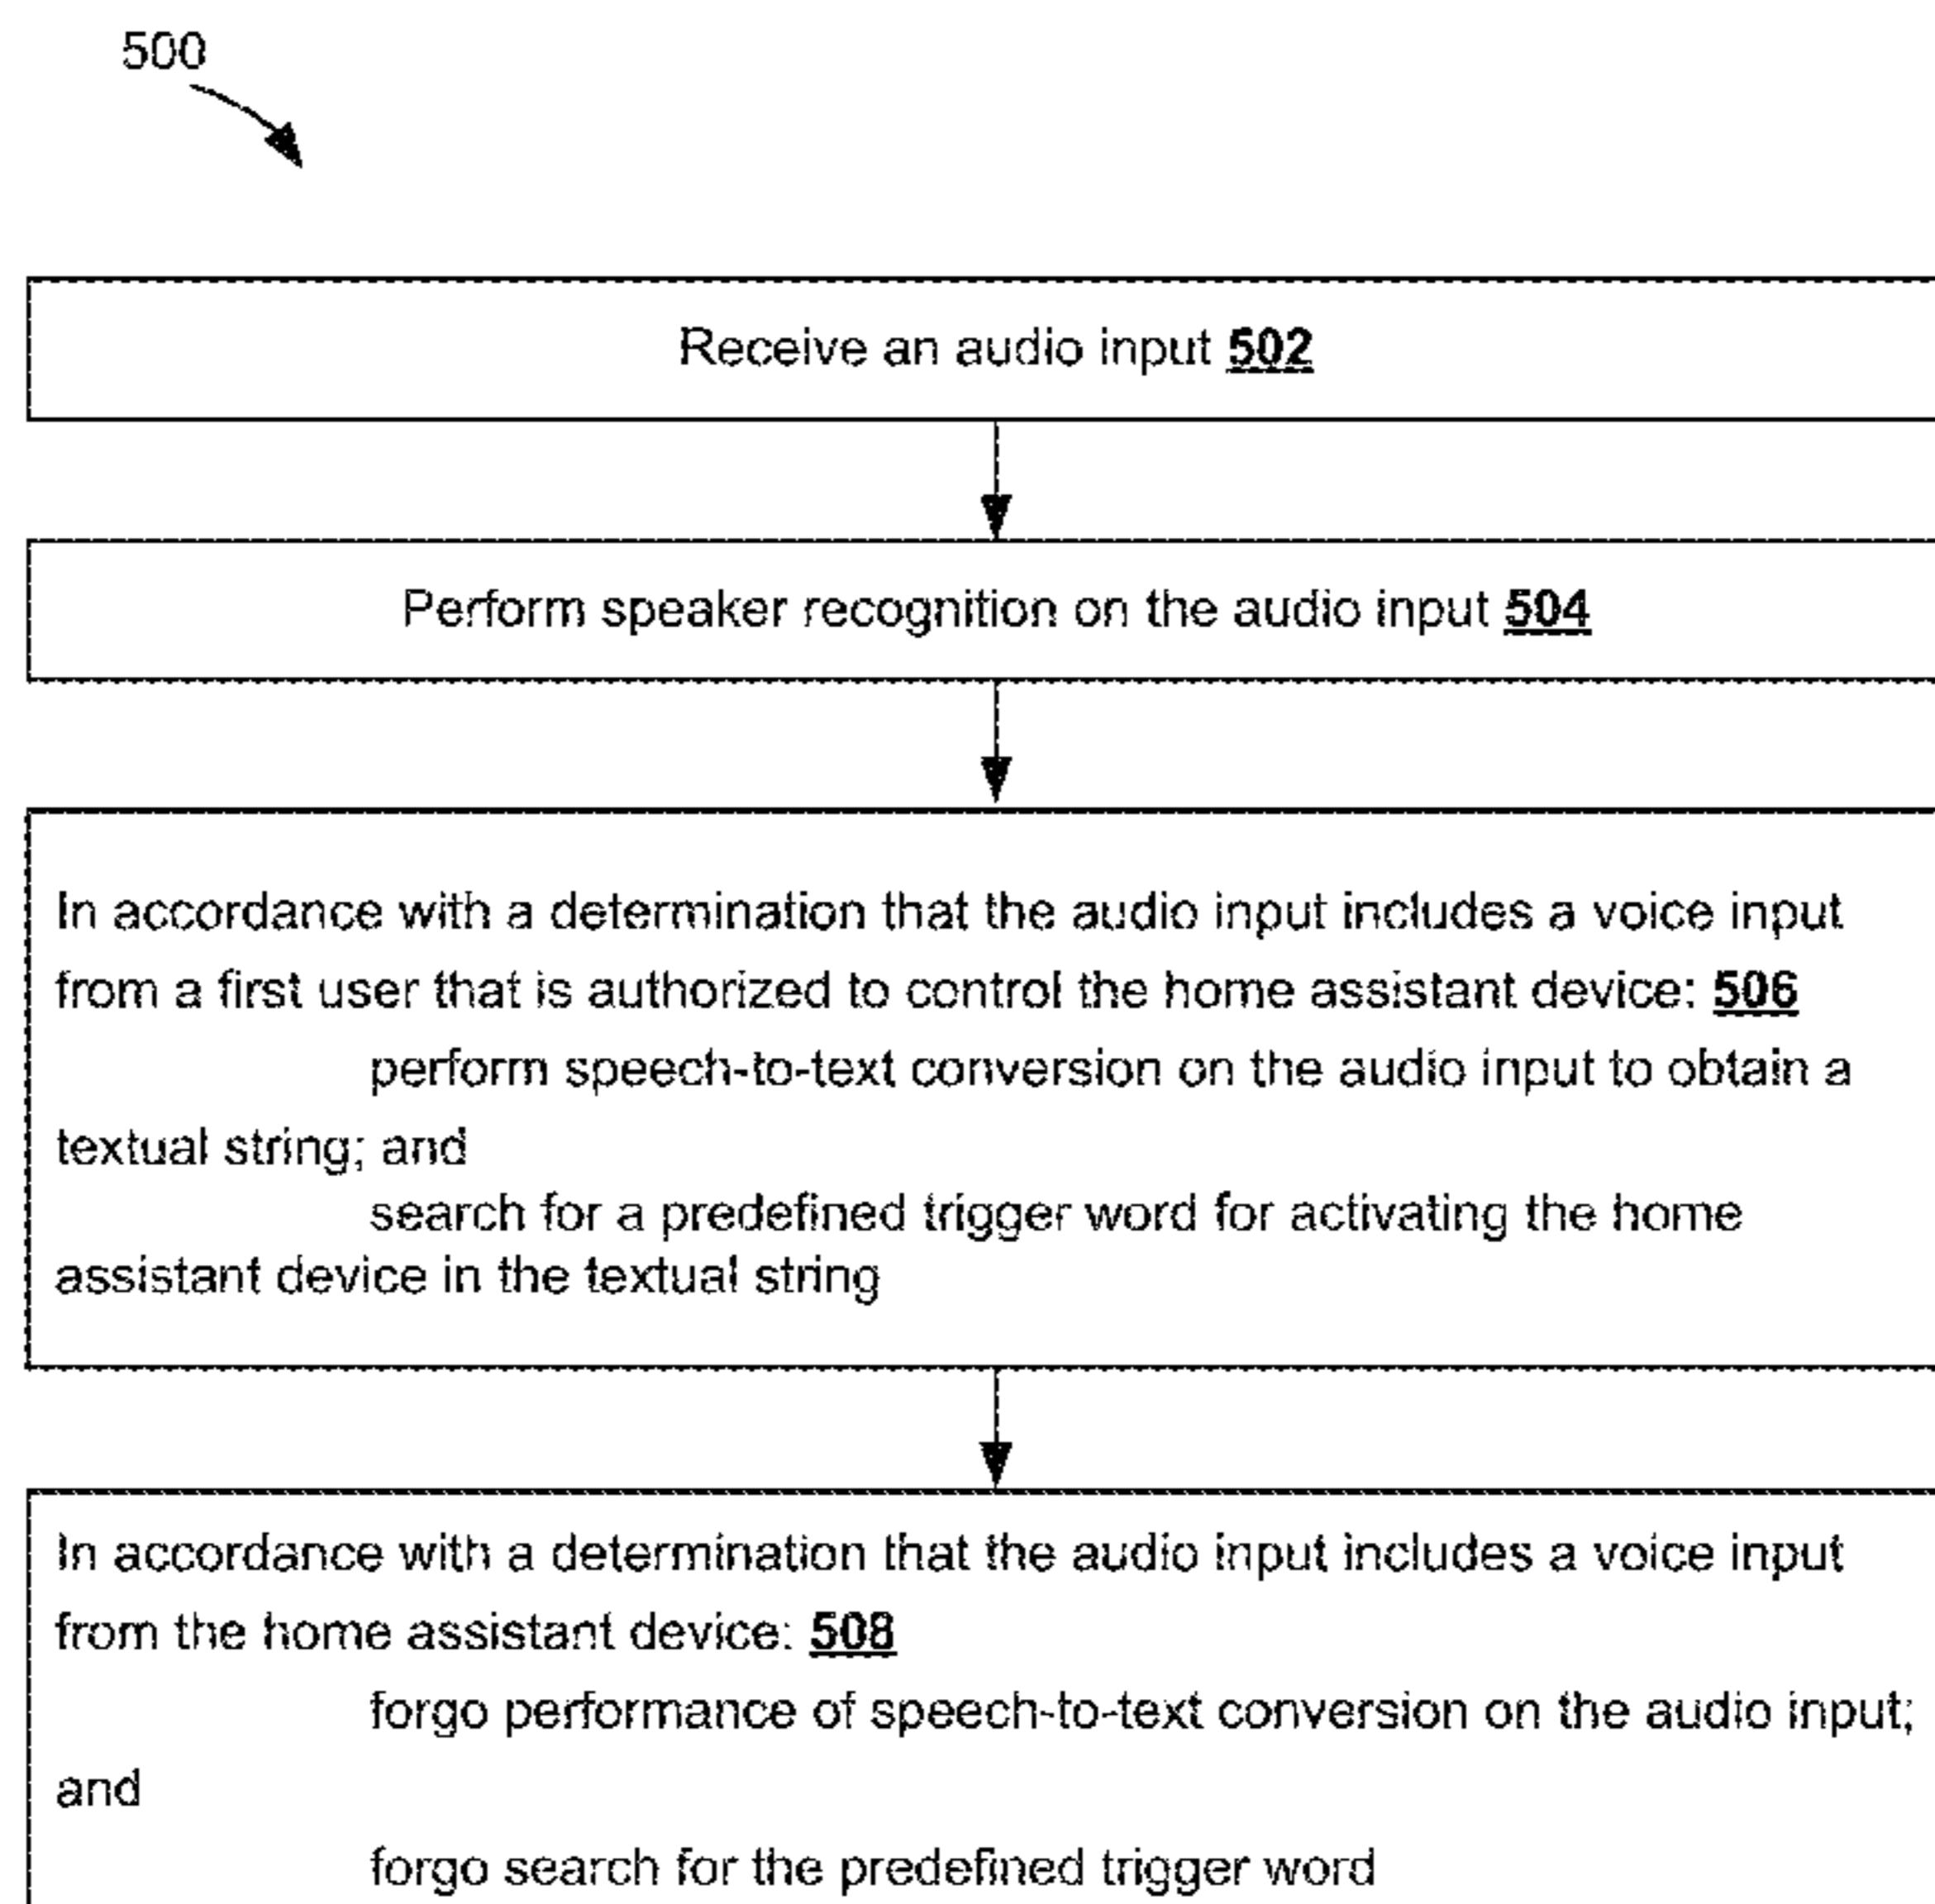 500
Receive an audio input 502
Perform speaker recognition on the audio input 504
In accordance with a determination that the audio input includes a voice input
from a first user that is authorized to control the home assistant device: 506
perform speech-to-text conversion on the audio input to obtain a
textual string; and
search for a predefined trigger word for activating the home
assistant device in the textual string
In accordance with a determination that the audio input includes a voice input
from the home assistant device: 508
forgo performance of speech-to-text conversion on the audio input;
and
forgo search for the predefined trigger word